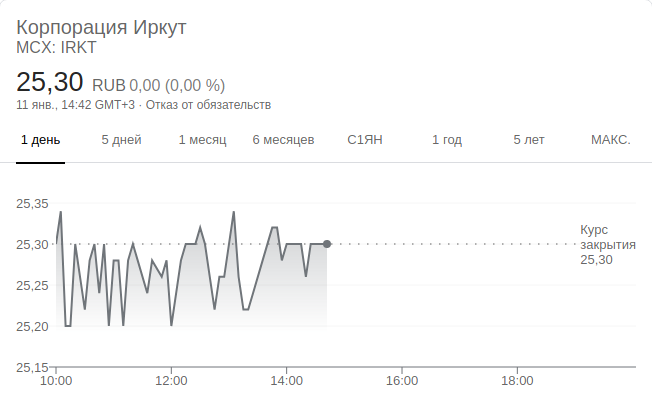 Корпорация Иркут
MCX: IRKT
25,30 RUB 0,00 (0,00 %)
11 янв., 14:42 GMT+3 · Отказ от обязательств
1 день 5 дней 1 месяц 6 месяцев С1ЯН 1 год 5 лет МАКС.
25,35
25,30
25,25
25,20
25,15
Курс
закрытия
25,30
10:00 12:00 14:00 16:00 18:00